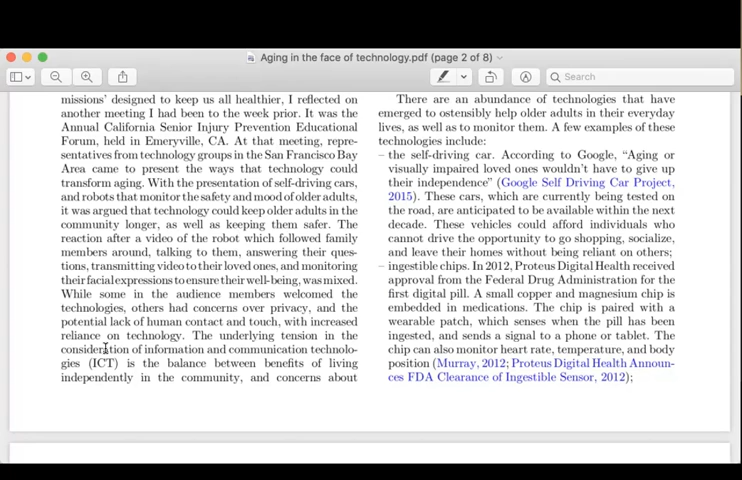 Aging in the face of technology.pdf (page 2 of 8)
Search
missions' designed to keep us all healthier, I reflected on
another meeting I had been to the week prior. It was the
Annual California Senior Injury Prevention Educational
Forum, held in Emeryville, CA. At that meeting, repre-
sentatives from technology groups in the San Francisco Bay
Area came to present the ways that technology could
transform aging. With the presentation of self-driving cars,
and robots that monitor the safety and mood of older adults,
it was argued that technology could keep older adults in the
community longer, as well as keeping them safer. The
reaction after a video of the robot which followed family
members around, talking to them, answering their ques-
tions, transmitting video to their loved ones, and monitoring
their facial expressions to ensure their well-being, was mixed.
While some in the audience members welcomed the
technologies, others had concerns over privacy, and the
potential lack of human contact and touch, with increased
reliance on technology. The underlying tension in the
consideration of information and communication technolo-
gies (ICT) is the balance between benefits of living
independently in the community, and concerns about
There are an abundance of technologies that have
emerged to ostensibly help older adults in their everyday
lives, as well as to monitor them. A few examples of these
technologies include:
– the self-driving car. According to Google, “Aging or
visually impaired loved ones wouldn't have to give up
their independence” (Google Self Driving Car Project,
2015). These cars, which are currently being tested on
the road, are anticipated to be available within the next
decade. These vehicles could afford individuals who
cannot drive the opportunity to go shopping, socialize,
and leave their homes without being reliant on others;
– ingestible chips. In 2012, Proteus Digital Health received
approval from the Federal Drug Administration for the
first digital pill. A small copper and magnesium chip is
embedded in medications. The chip is paired with a
wearable patch, which senses when the pill has been
ingested, and sends a signal to a phone or tablet. The
chip can also monitor heart rate, temperature, and body
position (Murray, 2012; Proteus Digital Health Announ-
ces FDA Clearance of Ingestible Sensor, 2012);